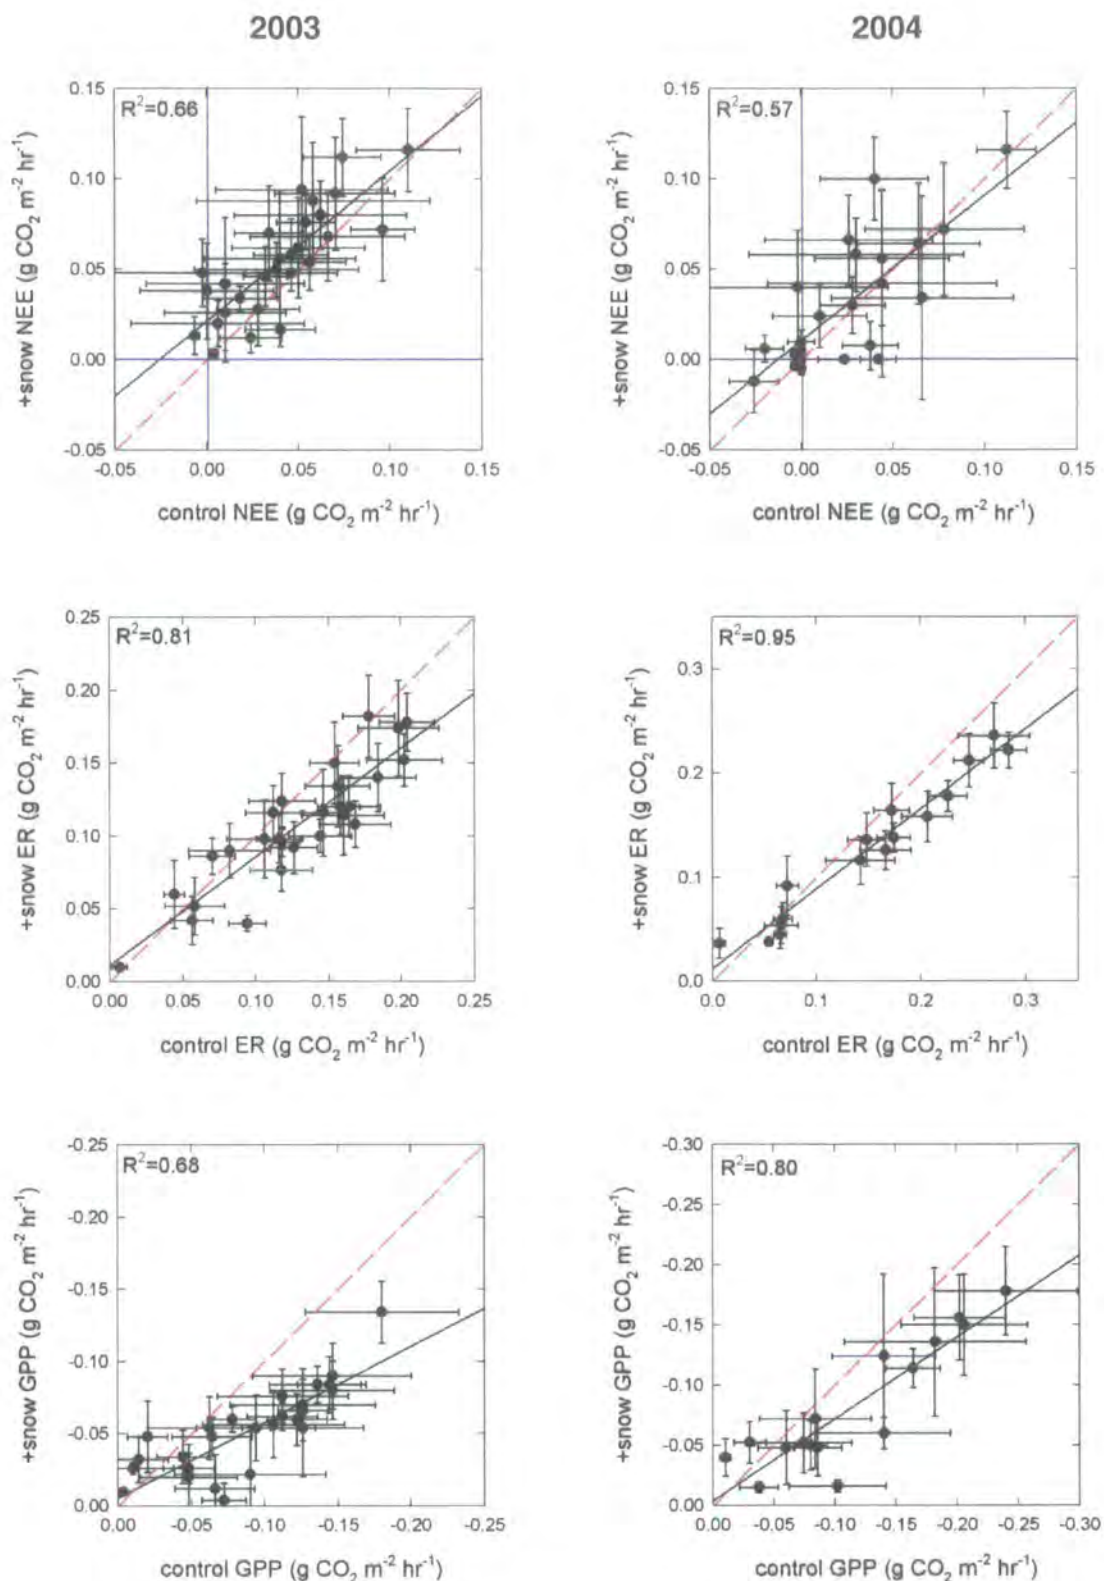 2003 2004
R²=0.66
+snow NEE (g CO₂ m⁻² hr⁻¹)
0.15
0.10
0.05
0.00
-0.05
-0.05 0.00 0.05 0.10 0.15
control NEE (g CO₂ m⁻² hr⁻¹)
R²=0.57
+snow NEE (g CO₂ m⁻² hr⁻¹)
0.15
0.10
0.05
0.00
-0.05
-0.05 0.00 0.05 0.10 0.15
control NEE (g CO₂ m⁻² hr⁻¹)
R²=0.81
+snow ER (g CO₂ m⁻² hr⁻¹)
0.25
0.20
0.15
0.10
0.05
0.00
0.00 0.05 0.10 0.15 0.20 0.25
control ER (g CO₂ m⁻² hr⁻¹)
R²=0.95
+snow ER (g CO₂ m⁻² hr⁻¹)
0.3
0.2
0.1
0.0
0.0 0.1 0.2 0.3
control ER (g CO₂ m⁻² hr⁻¹)
R²=0.68
+snow GPP (g CO₂ m⁻² hr⁻¹)
-0.25
-0.20
-0.15
-0.10
-0.05
0.00
0.00 -0.05 -0.10 -0.15 -0.20 -0.25
control GPP (g CO₂ m⁻² hr⁻¹)
R²=0.80
+snow GPP (g CO₂ m⁻² hr⁻¹)
-0.30
-0.25
-0.20
-0.15
-0.10
-0.05
0.00
0.00 -0.05 -0.10 -0.15 -0.20 -0.25 -0.30
control GPP (g CO₂ m⁻² hr⁻¹)